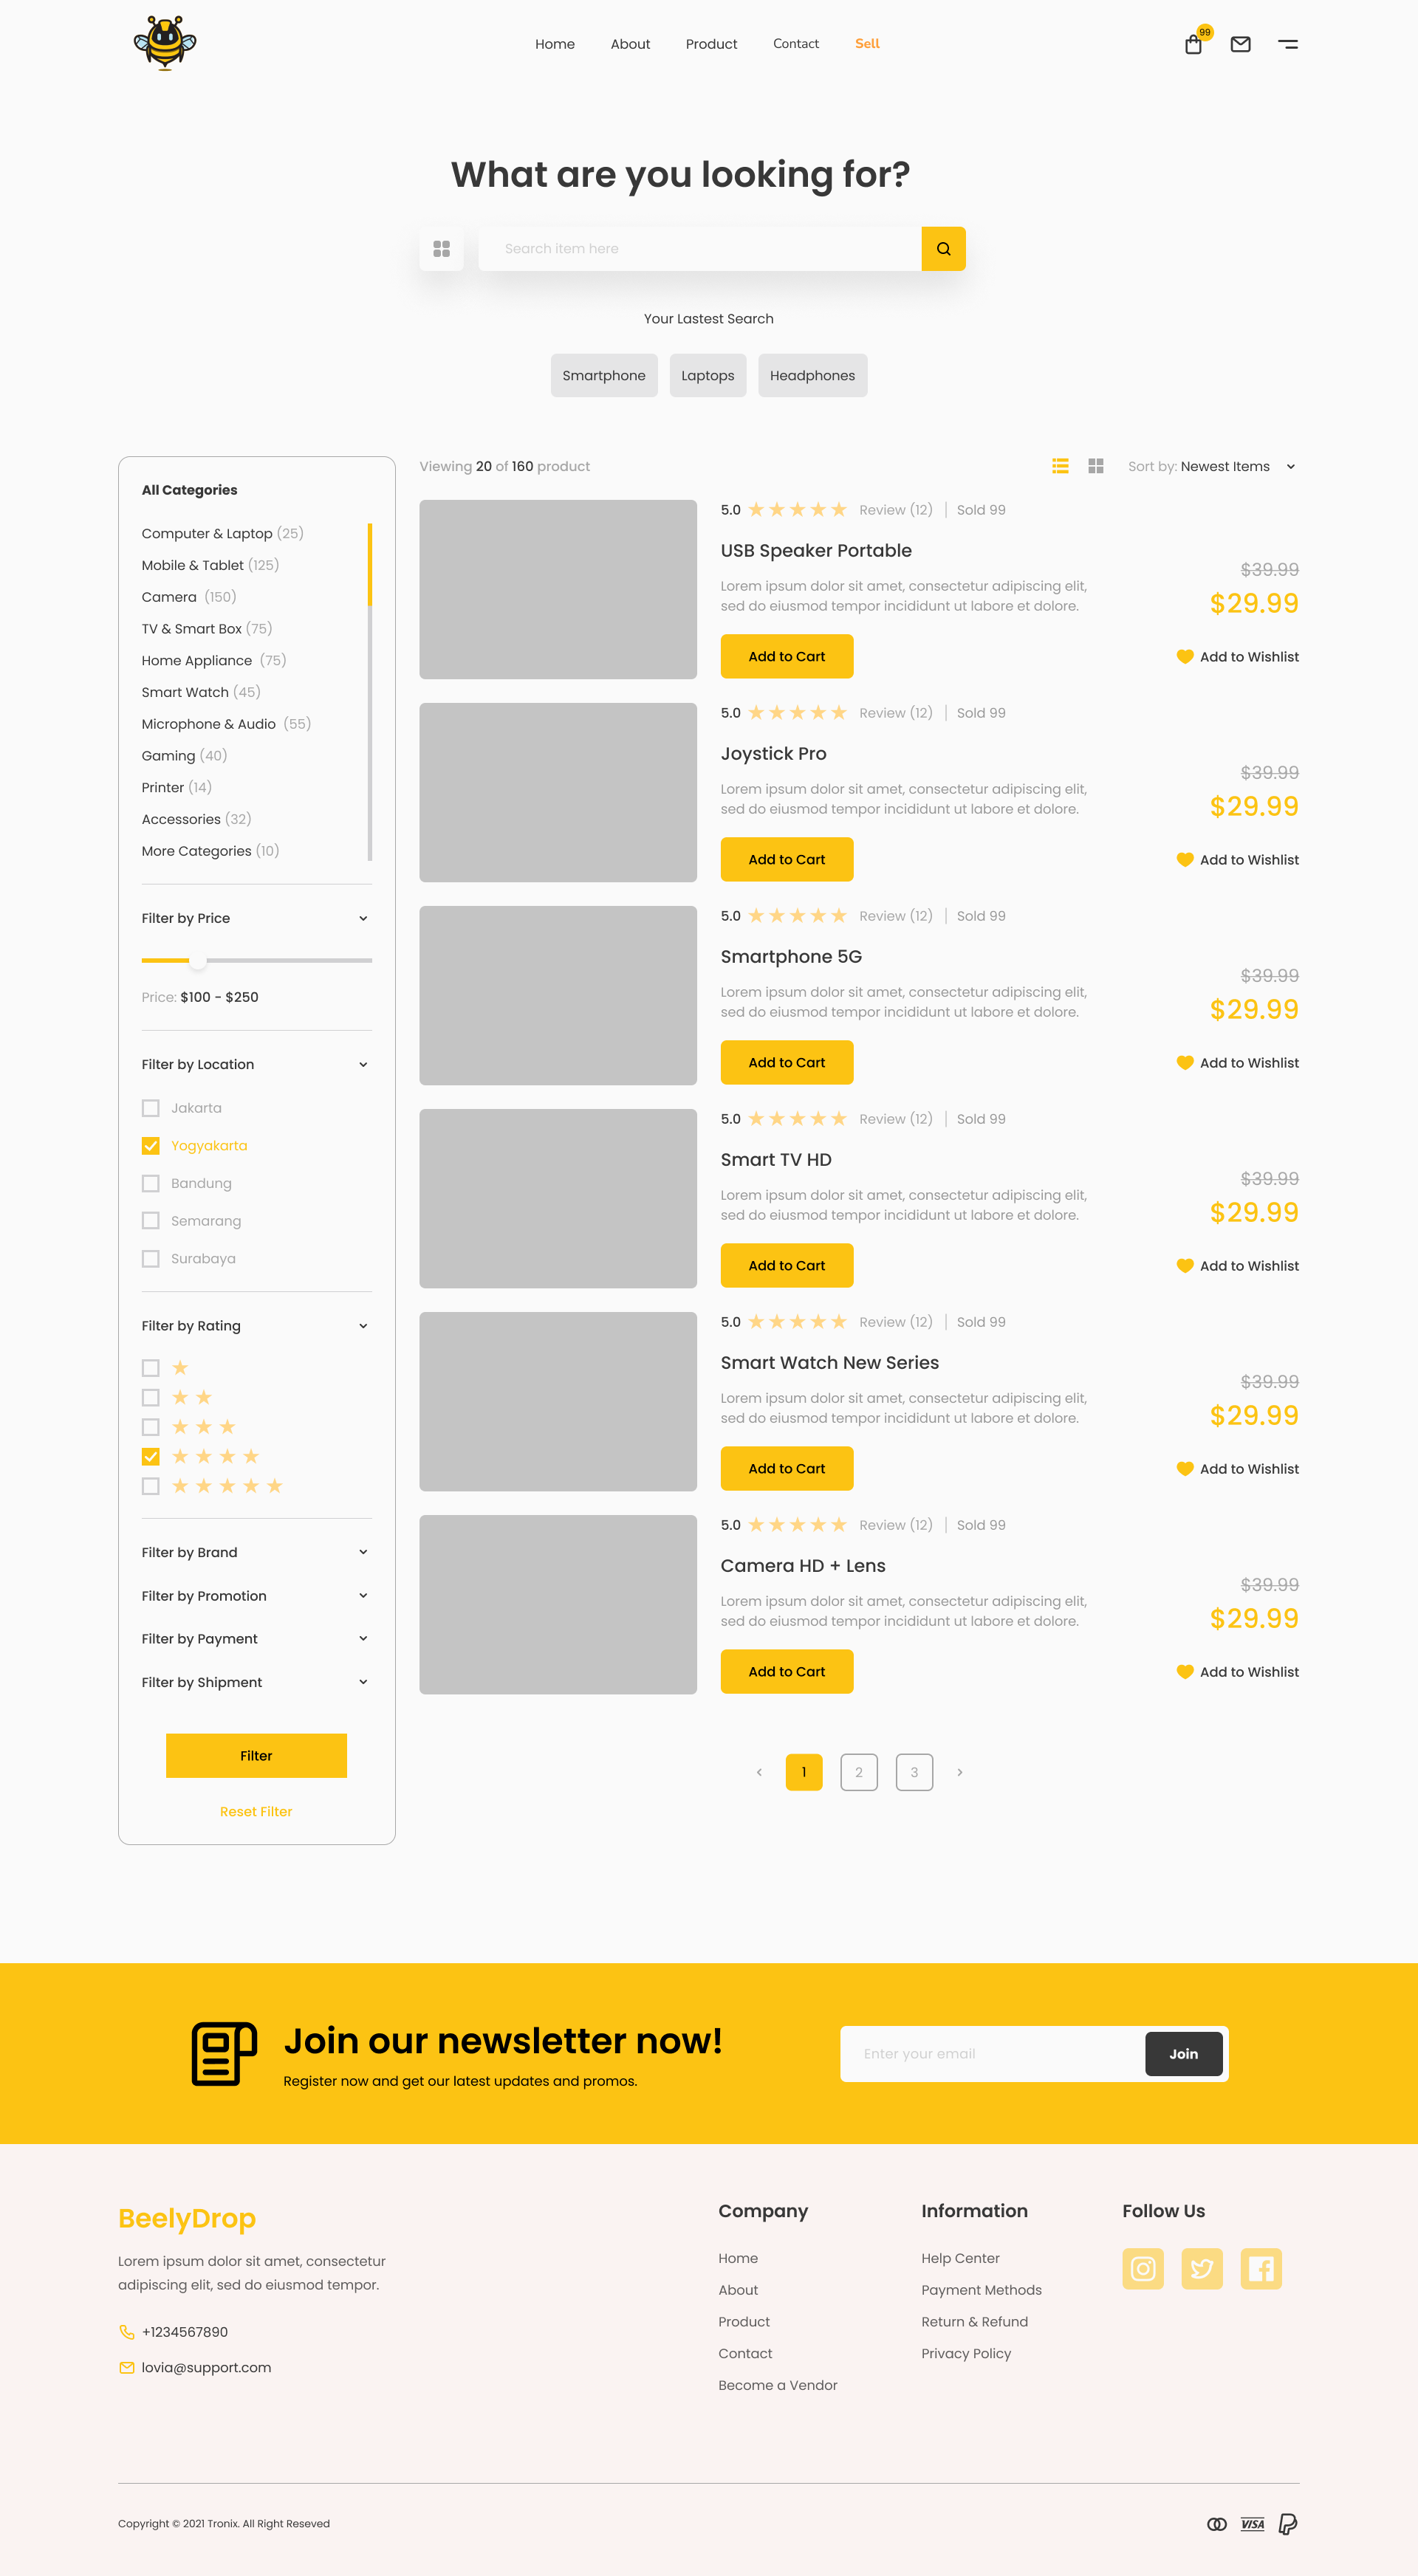 Home About Product Contact Sell
99
What are you looking for?
Search item here
Your Lastest Search
Smartphone Laptops Headphones
All Categories
Computer & Laptop (25)
Mobile & Tablet (125)
Camera (150)
TV & Smart Box (75)
Home Appliance (75)
Smart Watch (45)
Microphone & Audio (55)
Gaming (40)
Printer (14)
Accessories (32)
More Categories (10)
Filter by Price
Price: $100 - $250
Filter by Location
Jakarta
Yogyakarta
Bandung
Semarang
Surabaya
Filter by Rating
Filter by Brand
Filter by Promotion
Filter by Payment
Filter by Shipment
Filter
Reset Filter
Viewing 20 of 160 product
Sort by: Newest Items
5.0 Review (12) Sold 99
USB Speaker Portable
Lorem ipsum dolor sit amet, consectetur adipiscing elit,
sed do eiusmod tempor incididunt ut labore et dolore.
$39.99
$29.99
Add to Cart
Add to Wishlist
5.0 Review (12) Sold 99
Joystick Pro
Lorem ipsum dolor sit amet, consectetur adipiscing elit,
sed do eiusmod tempor incididunt ut labore et dolore.
$39.99
$29.99
Add to Cart
Add to Wishlist
5.0 Review (12) Sold 99
Smartphone 5G
Lorem ipsum dolor sit amet, consectetur adipiscing elit,
sed do eiusmod tempor incididunt ut labore et dolore.
$39.99
$29.99
Add to Cart
Add to Wishlist
5.0 Review (12) Sold 99
Smart TV HD
Lorem ipsum dolor sit amet, consectetur adipiscing elit,
sed do eiusmod tempor incididunt ut labore et dolore.
$39.99
$29.99
Add to Cart
Add to Wishlist
5.0 Review (12) Sold 99
Smart Watch New Series
Lorem ipsum dolor sit amet, consectetur adipiscing elit,
sed do eiusmod tempor incididunt ut labore et dolore.
$39.99
$29.99
Add to Cart
Add to Wishlist
5.0 Review (12) Sold 99
Camera HD + Lens
Lorem ipsum dolor sit amet, consectetur adipiscing elit,
sed do eiusmod tempor incididunt ut labore et dolore.
$39.99
$29.99
Add to Cart
Add to Wishlist
1 2 3
Join our newsletter now!
Register now and get our latest updates and promos.
Enter your email
Join
BeelyDrop
Lorem ipsum dolor sit amet, consectetur
adipiscing elit, sed do eiusmod tempor.
+1234567890
lovia@support.com
Company
Home
About
Product
Contact
Become a Vendor
Information
Help Center
Payment Methods
Return & Refund
Privacy Policy
Follow Us
Copyright © 2021 Tronix. All Right Reseved
VISA